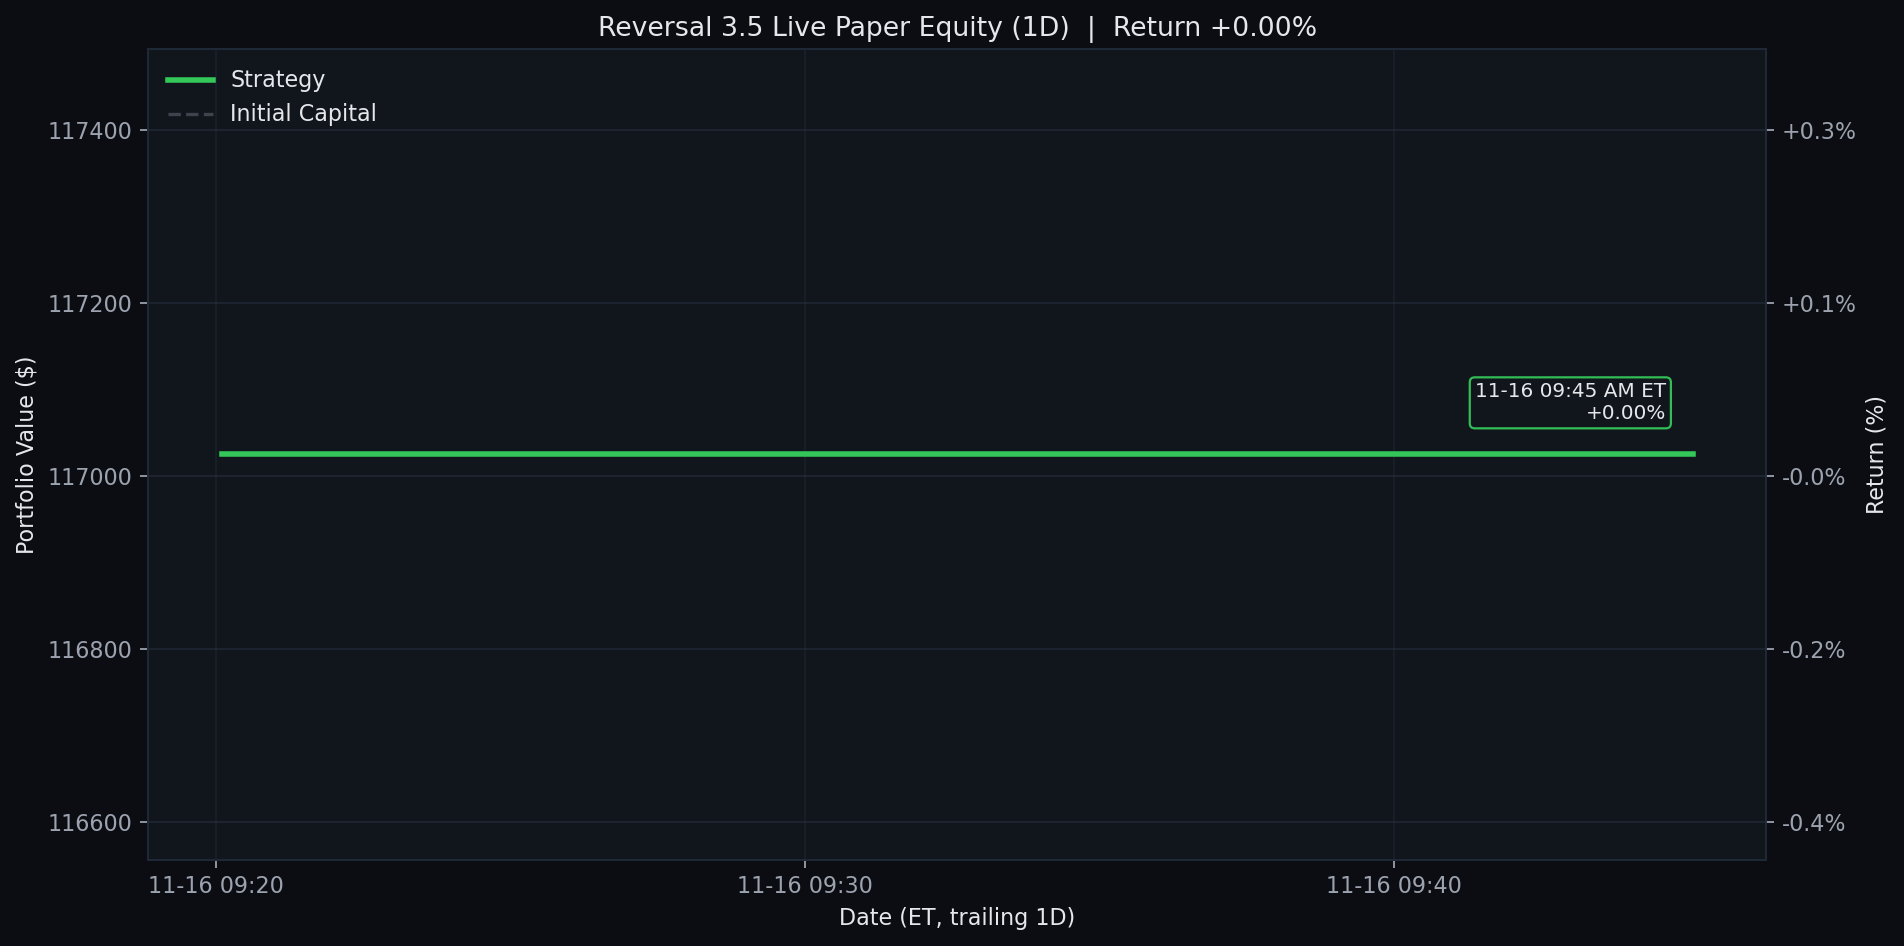 Reversal 3.5 Live Paper Equity (1D) | Return +0.00%
Strategy
Initial Capital
117400
117200
117000
116800
116600
Portfolio Value ($)
+0.3%
+0.1%
-0.0%
-0.2%
-0.4%
Return (%)
11-16 09:45 AM ET
+0.00%
11-16 09:20
11-16 09:30
11-16 09:40
Date (ET, trailing 1D)